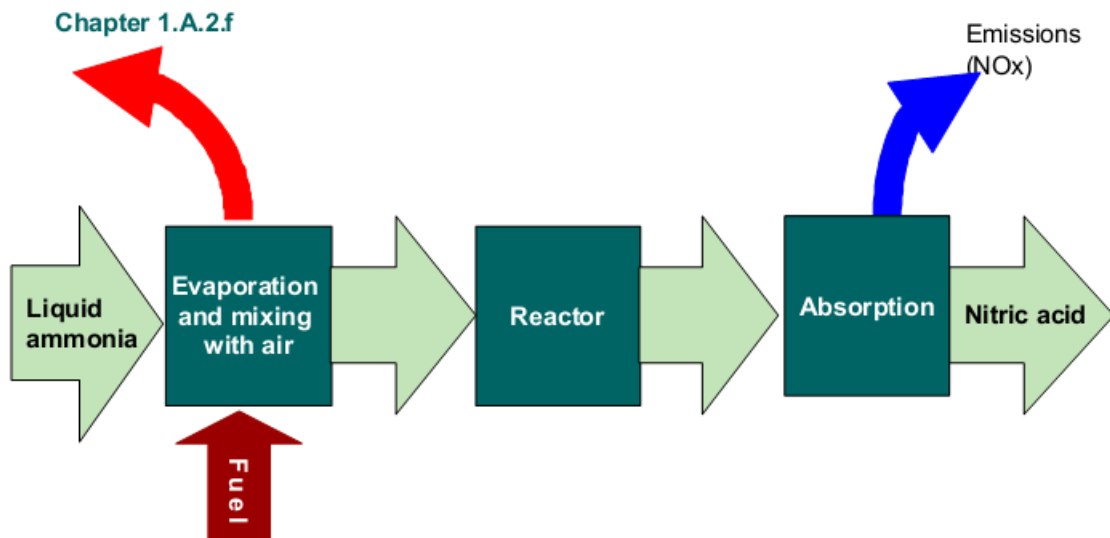 Chapter 1.A.2.f
Emissions
(NOx)
Liquid
ammonia
Evaporation
and mixing
with air
Reactor
Absorption
Nitric acid
Fuel